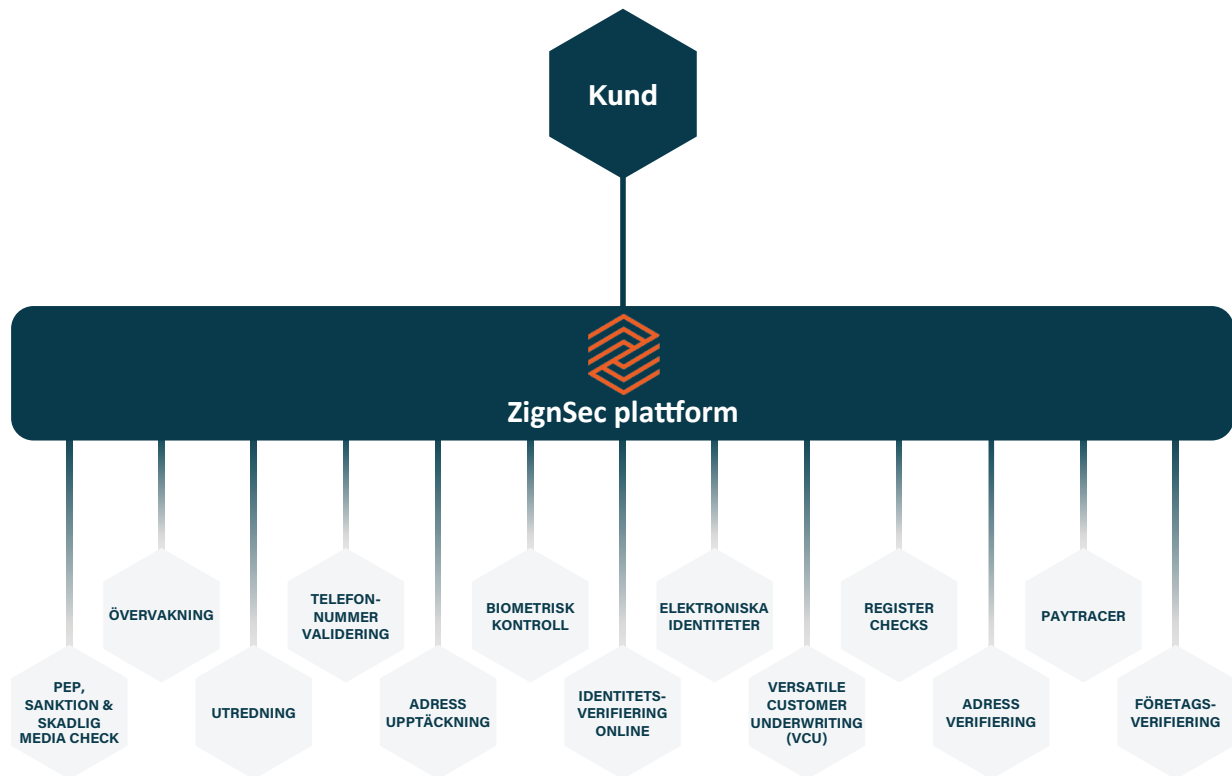 Kund
ZignSec plattform
ÖVERVAKNING
TELEFON-
NUMMER
VALIDERING
BIOMETRISK
KONTROLL
ELEKTRONISKA
IDENTITETER
REGISTER
CHECKS
PAYTRACER
PEP,
SANKTION &
SKADLIG
MEDIA CHECK
UTREDNING
ADRESS
UPPTÄCKNING
IDENTITETS-
VERIFIERING
ONLINE
VERSATILE
CUSTOMER
UNDERWRITING
(VCU)
ADRESS
VERIFIERING
FÖRETAGS-
VERIFIERING